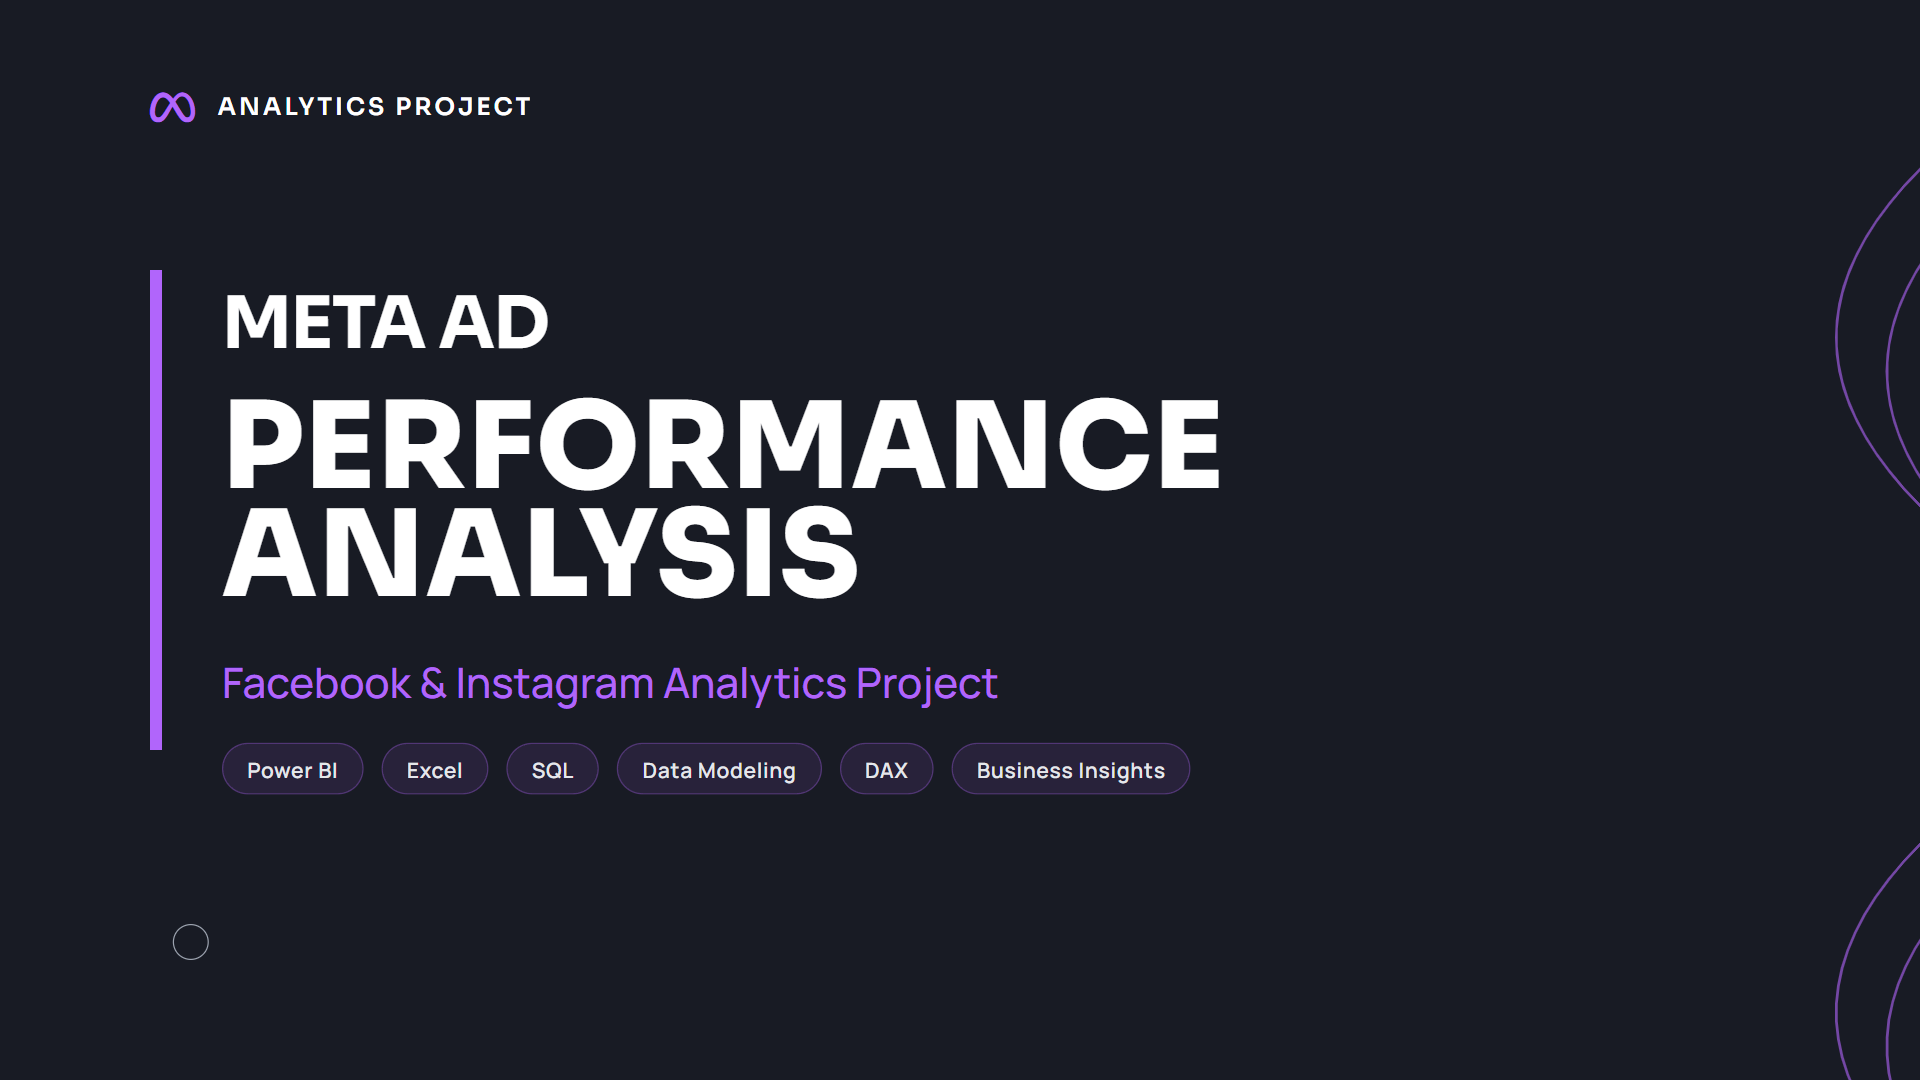 ANALYTICS PROJECT
META AD
PERFORMANCE
ANALYSIS
Facebook & Instagram Analytics Project
Power BI Excel SQL Data Modeling DAX Business Insights